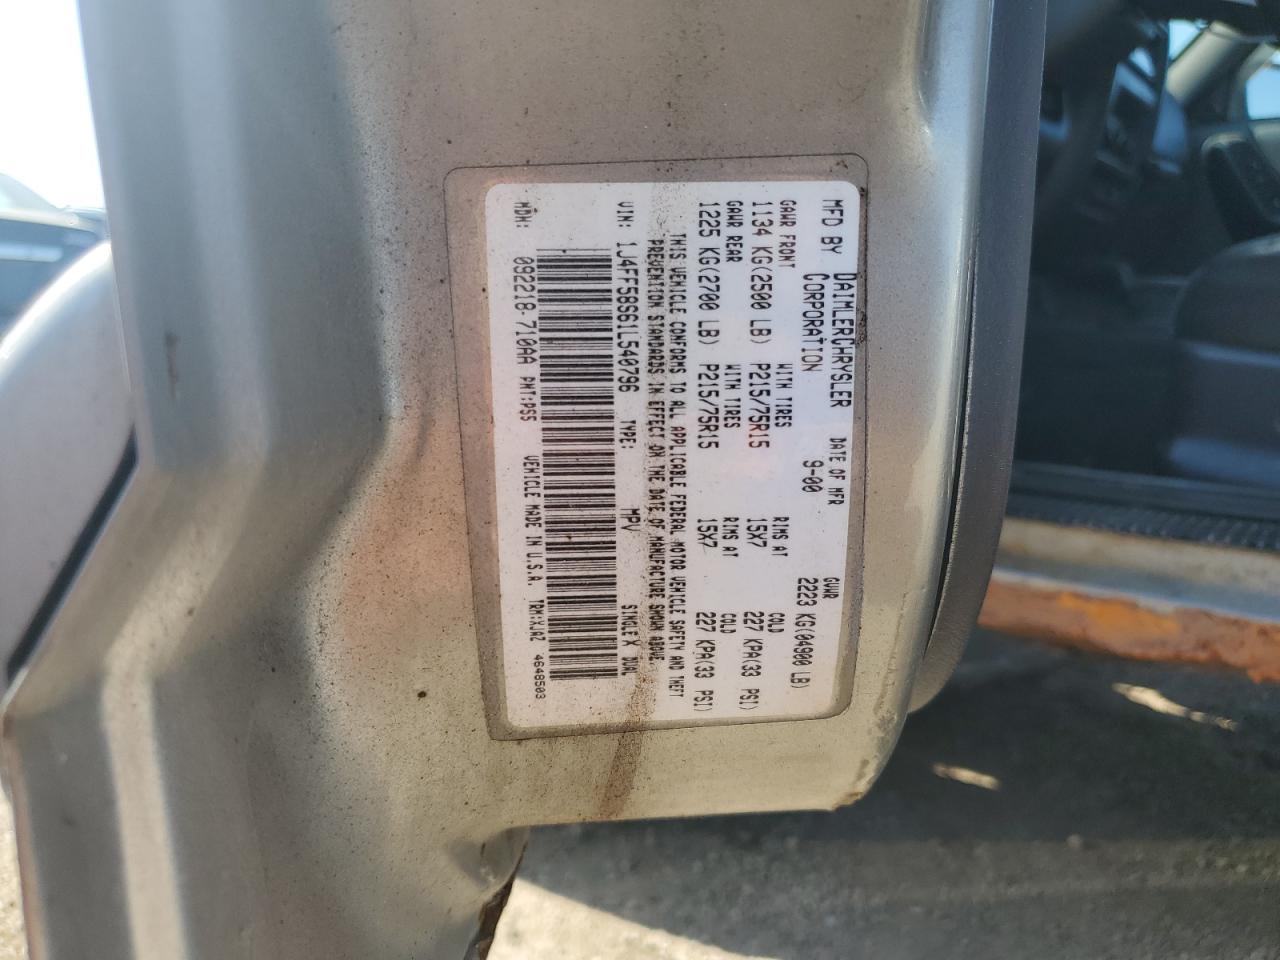 MFD BY DAIMLERCHRYSLER DATE OF MFR GVWR
CORPORATION 9-00 2223 KG(04900 LB)
GAWR FRONT WITH TIRES RIMS AT COLD
1134 KG(2500 LB) P215/75R15 15X7 227 KPA(33 PSI)
GAWR REAR WITH TIRES RIMS AT COLD
1225 KG(2700 LB) P215/75R15 15X7 227 KPA(33 PSI)
THIS VEHICLE CONFORMS TO ALL APPLICABLE FEDERAL MOTOR VEHICLE SAFETY AND THEFT
PREVENTION STANDARDS IN EFFECT ON THE DATE OF MANUFACTURE SHOWN ABOVE.
VIN: 1J4FF58S61L540796 TYPE: MPV SINGLE X DUAL
MDH: 092218-710AA PNT:PS5 VEHICLE MADE IN U.S.A. TRM:XJAZ 4648503